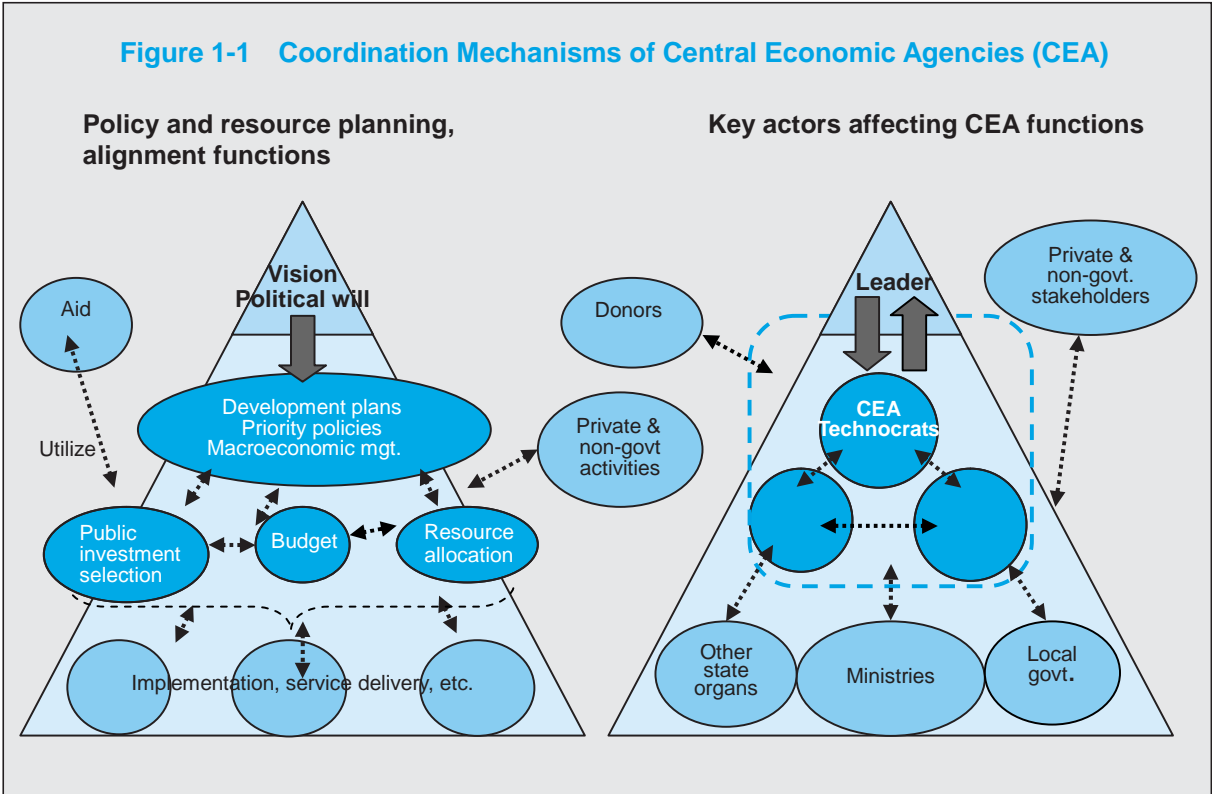 Figure 1-1 Coordination Mechanisms of Central Economic Agencies (CEA)
Policy and resource planning,
alignment functions
Vision
Political will
Aid
Utilize
Development plans
Priority policies
Macroeconomic mgt.
Private &
non-govt
activities
Public
investment
selection
Budget
Resource
allocation
Implementation, service delivery, etc.
Key actors affecting CEA functions
Leader
Private &
non-govt.
stakeholders
Donors
CEA
Technocrats
Other
state
organs
Ministries
Local
govt.